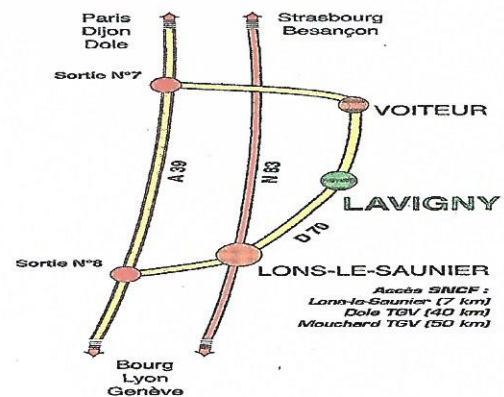 Paris
Dijon
Dole
Strasbourg
Besançon
Sortie N°7
VOITEUR
A 39
N 83
LAVIGNY
D 70
Sortie N°8
LONS-LE-SAUNIER
Accès SNCF :
Lons-le-Saunier (7 km)
Dole TGV (40 km)
Mouchard TGV (50 km)
Bourg
Lyon
Genève